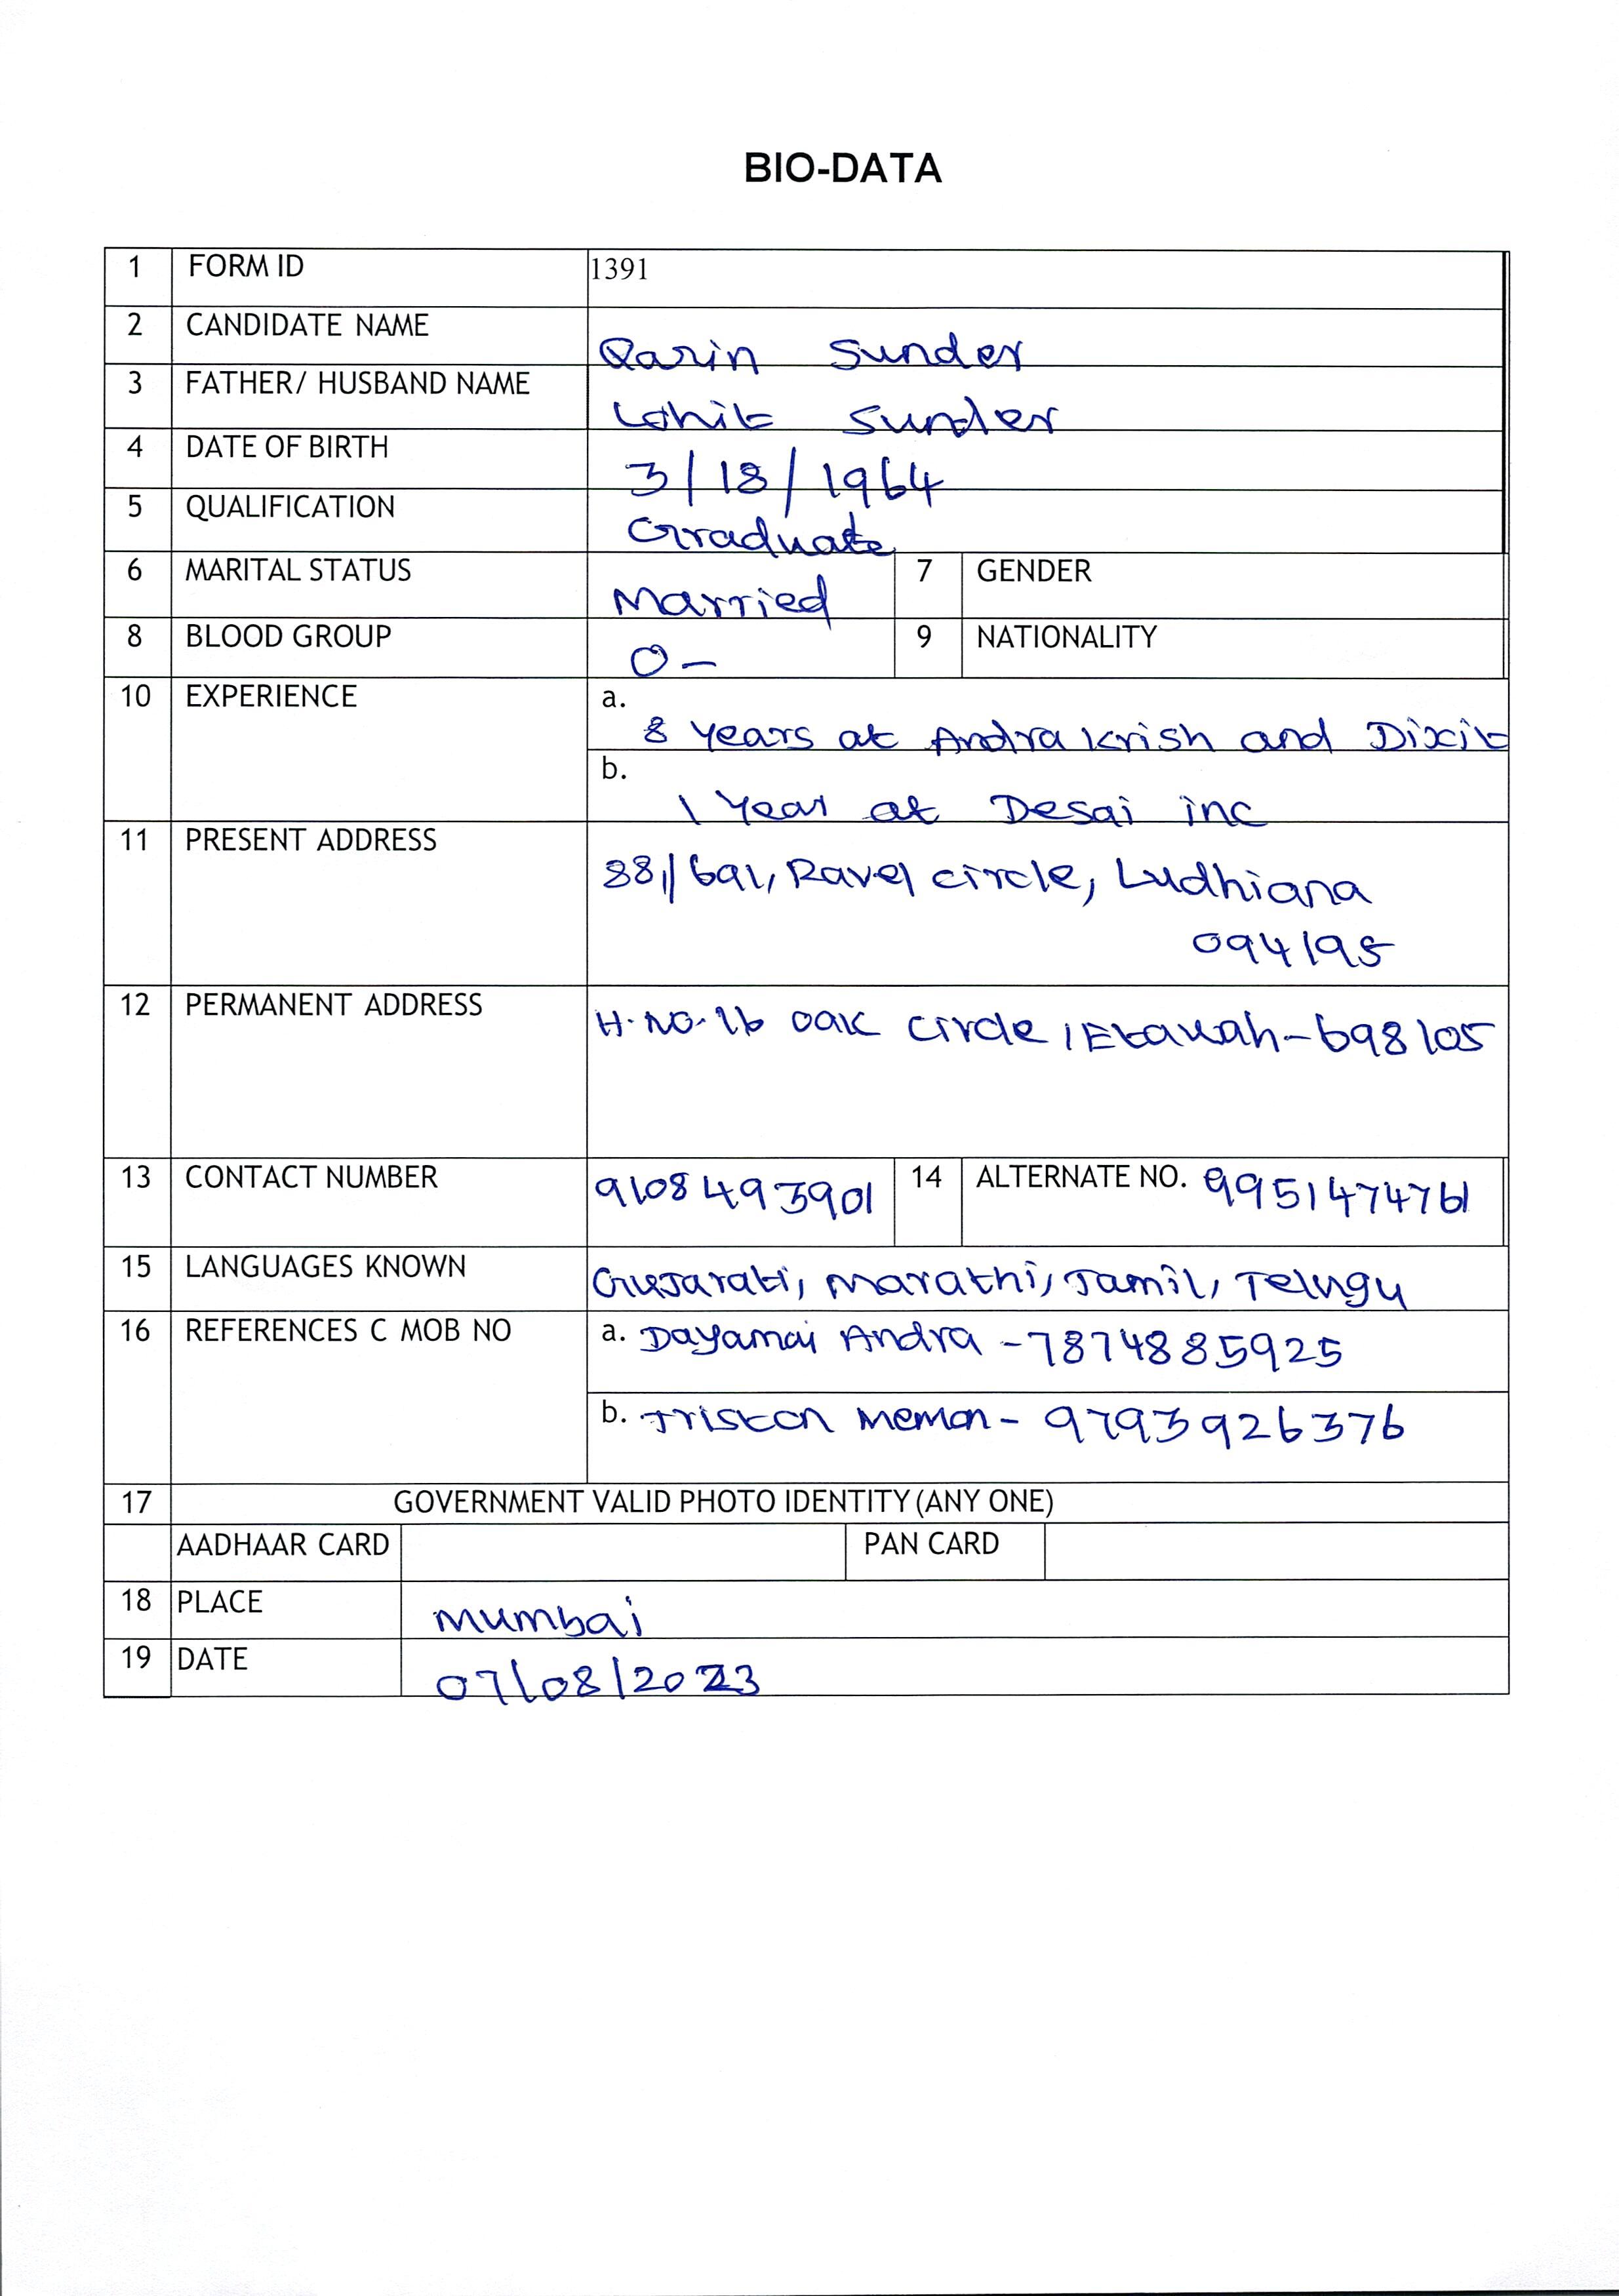 BIO-DATA
1 FORM ID 1391
2 CANDIDATE NAME Qarin Sunder
3 FATHER/ HUSBAND NAME Lohit Sunder
4 DATE OF BIRTH 3/18/1964
5 QUALIFICATION Graduate
6 MARITAL STATUS Married 7 GENDER
8 BLOOD GROUP O- 9 NATIONALITY
10 EXPERIENCE a. 8 Years at Andra Krish and Dixit
b. 1 Year at Desai inc
11 PRESENT ADDRESS 88/691, Ravel circle, Ludhiana
094195
12 PERMANENT ADDRESS H.NO.16 Oak circle, Etawah-698105
13 CONTACT NUMBER 9108493901 14 ALTERNATE NO. 9951474761
15 LANGUAGES KNOWN Gujarati, Marathi, Tamil, Telugu
16 REFERENCES C MOB NO a. Dayamai Andra -7874885925
b. Triston Memon- 9793926376
17 GOVERNMENT VALID PHOTO IDENTITY (ANY ONE)
AADHAAR CARD PAN CARD
18 PLACE Mumbai
19 DATE 07/08/2023